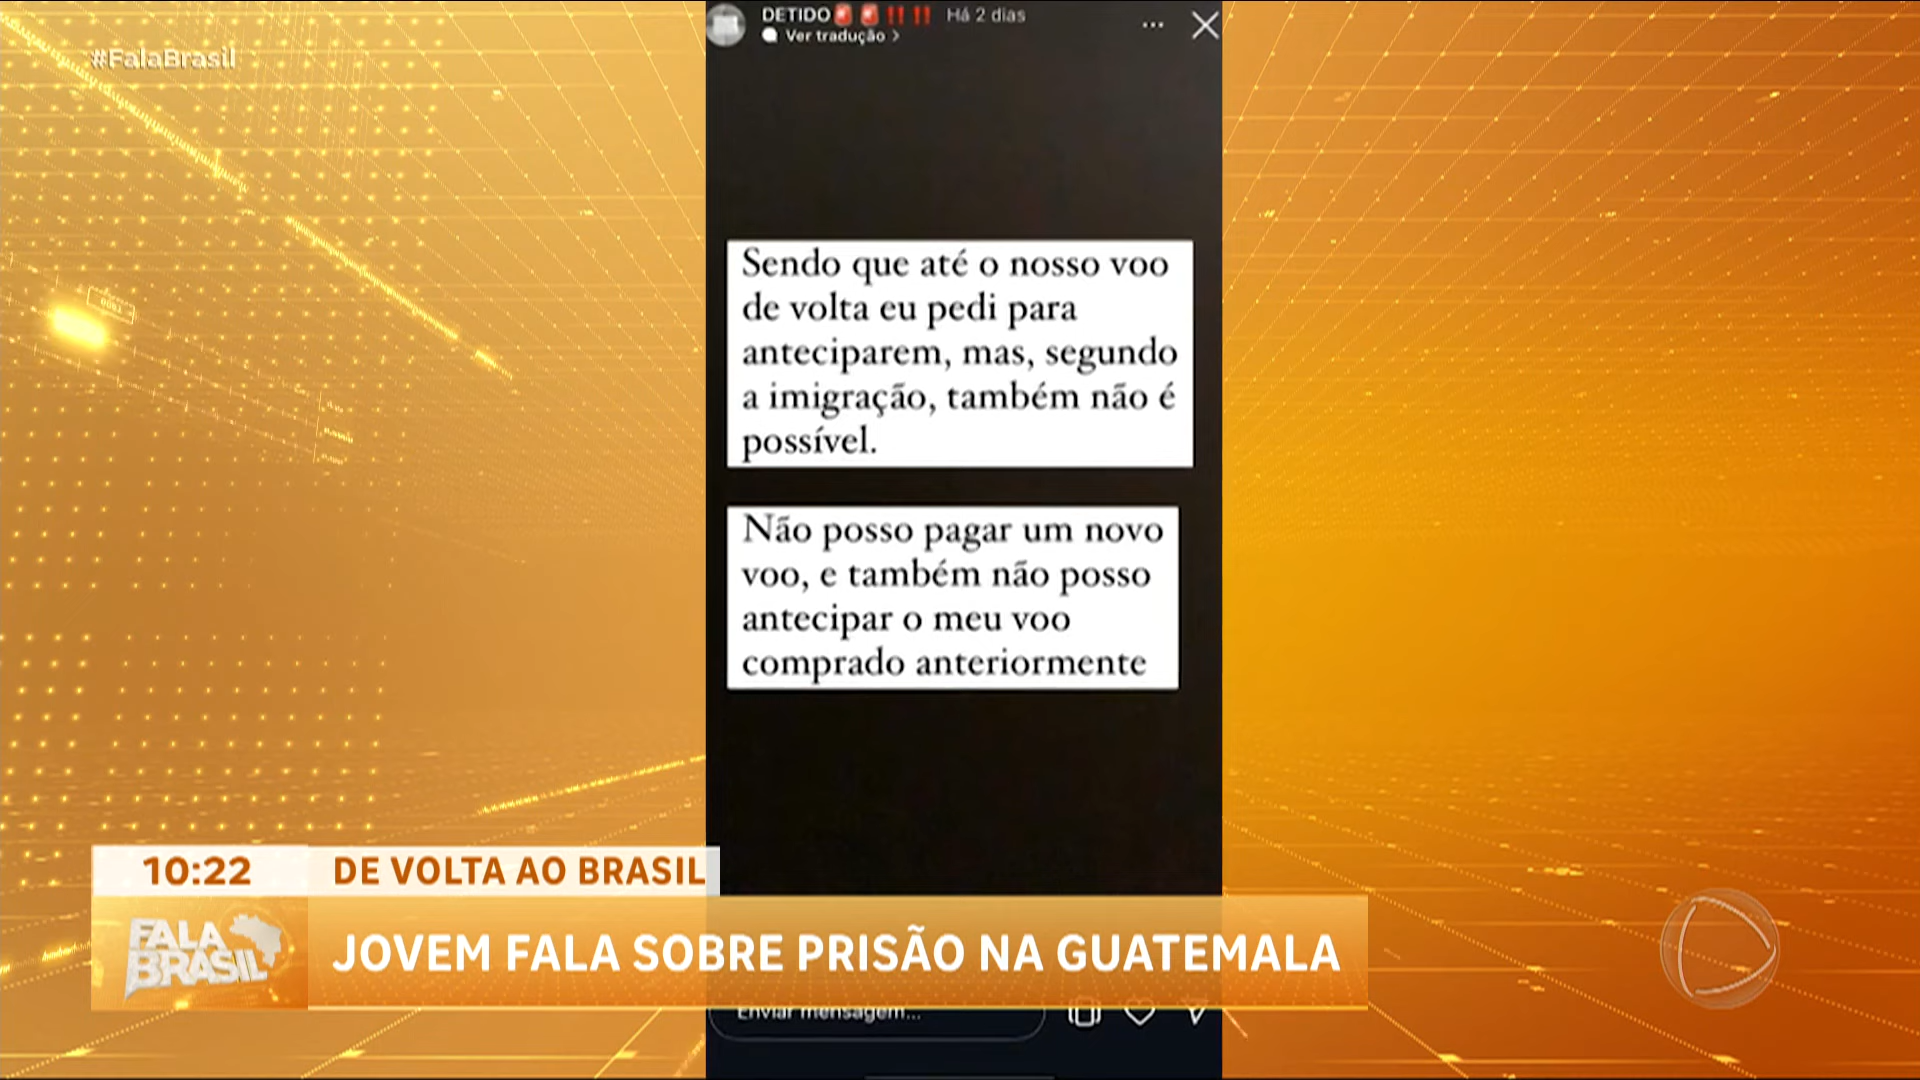 #FalaBrasil
DETIDO🚨🚨‼️‼️ Há 2 dias
Ver tradução >
Sendo que até o nosso voo
de volta eu pedi para
anteciparem, mas, segundo
a imigração, também não é
possível.
Não posso pagar um novo
voo, e também não posso
antecipar o meu voo
comprado anteriormente
10:22 DE VOLTA AO BRASIL
FALA
BRASIL
JOVEM FALA SOBRE PRISÃO NA GUATEMALA
Enviar mensagem...